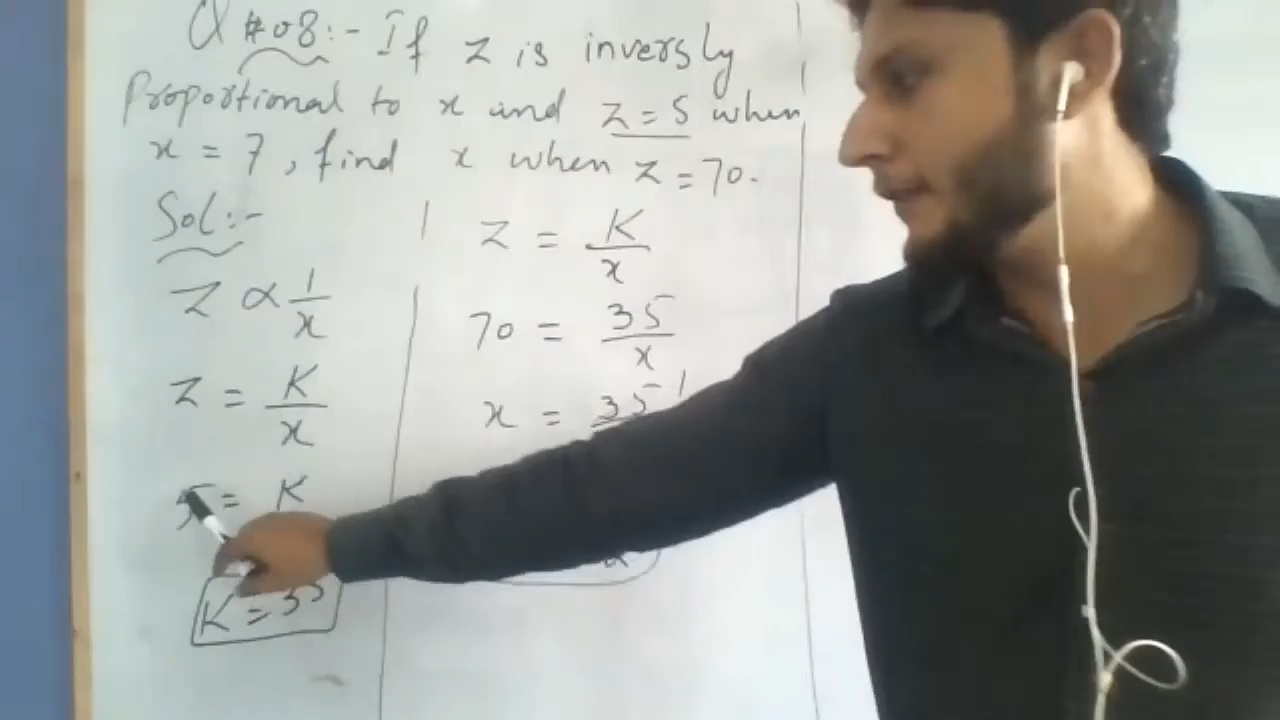 Q #08:- If z is inversly
Proportional to x and z = 5 when
x = 7, find x when z = 70.
Sol:-
z ∝ 1/x
z = K/x
5 = K
K = 35
z = K/x
70 = 35/x
x = 35